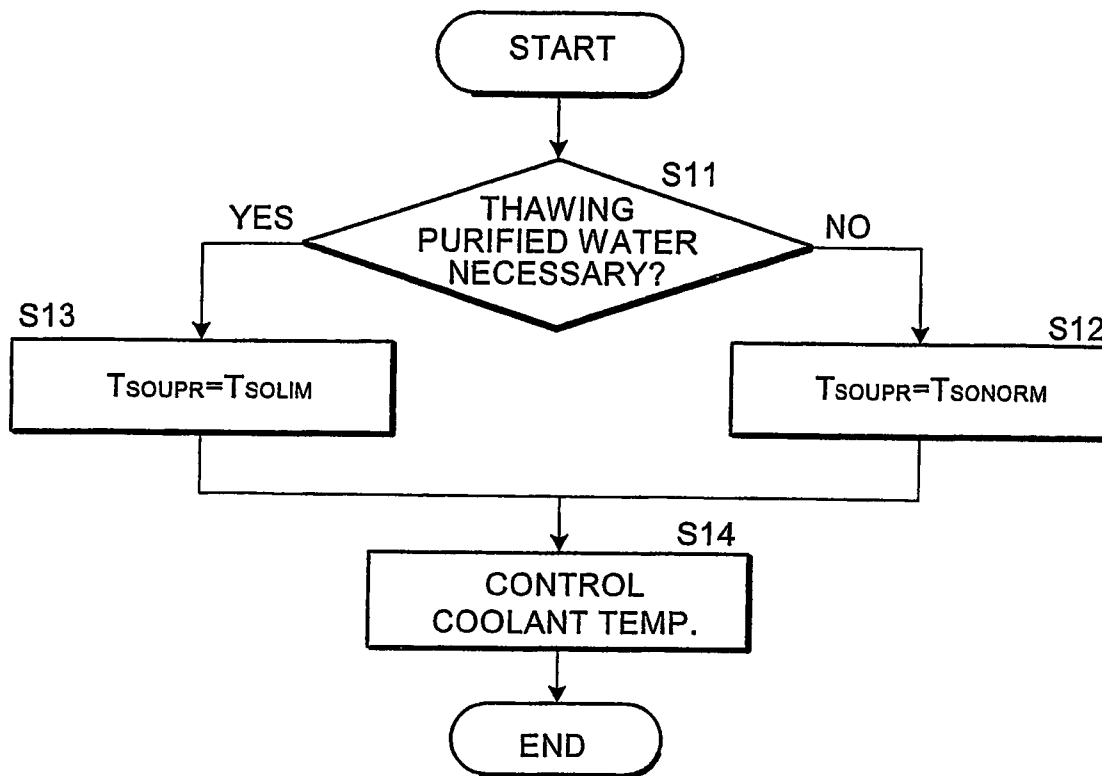 START
S11
THAWING
PURIFIED WATER
NECESSARY?
YES
NO
S13
TSOUPR=TSOLIM
S12
TSOUPR=TSONORM
S14
CONTROL
COOLANT TEMP.
END